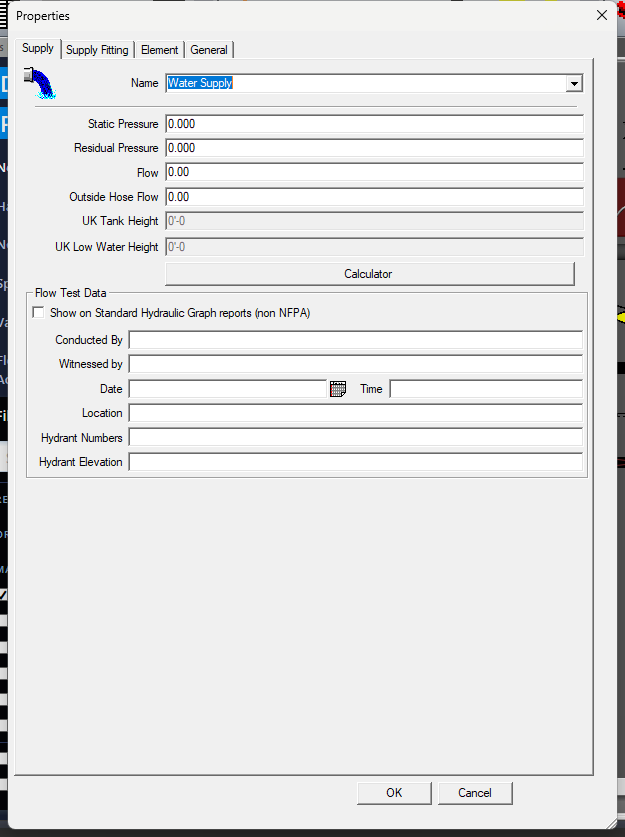 Properties
Supply
Supply Fitting
Element
General
Name
Water Supply
Static Pressure
0.000
Residual Pressure
0.000
Flow
0.00
Outside Hose Flow
0.00
UK Tank Height
0'-0
UK Low Water Height
0'-0
Calculator
Flow Test Data
Show on Standard Hydraulic Graph reports (non NFPA)
Conducted By
Witnessed by
Date
Time
Location
Hydrant Numbers
Hydrant Elevation
OK
Cancel